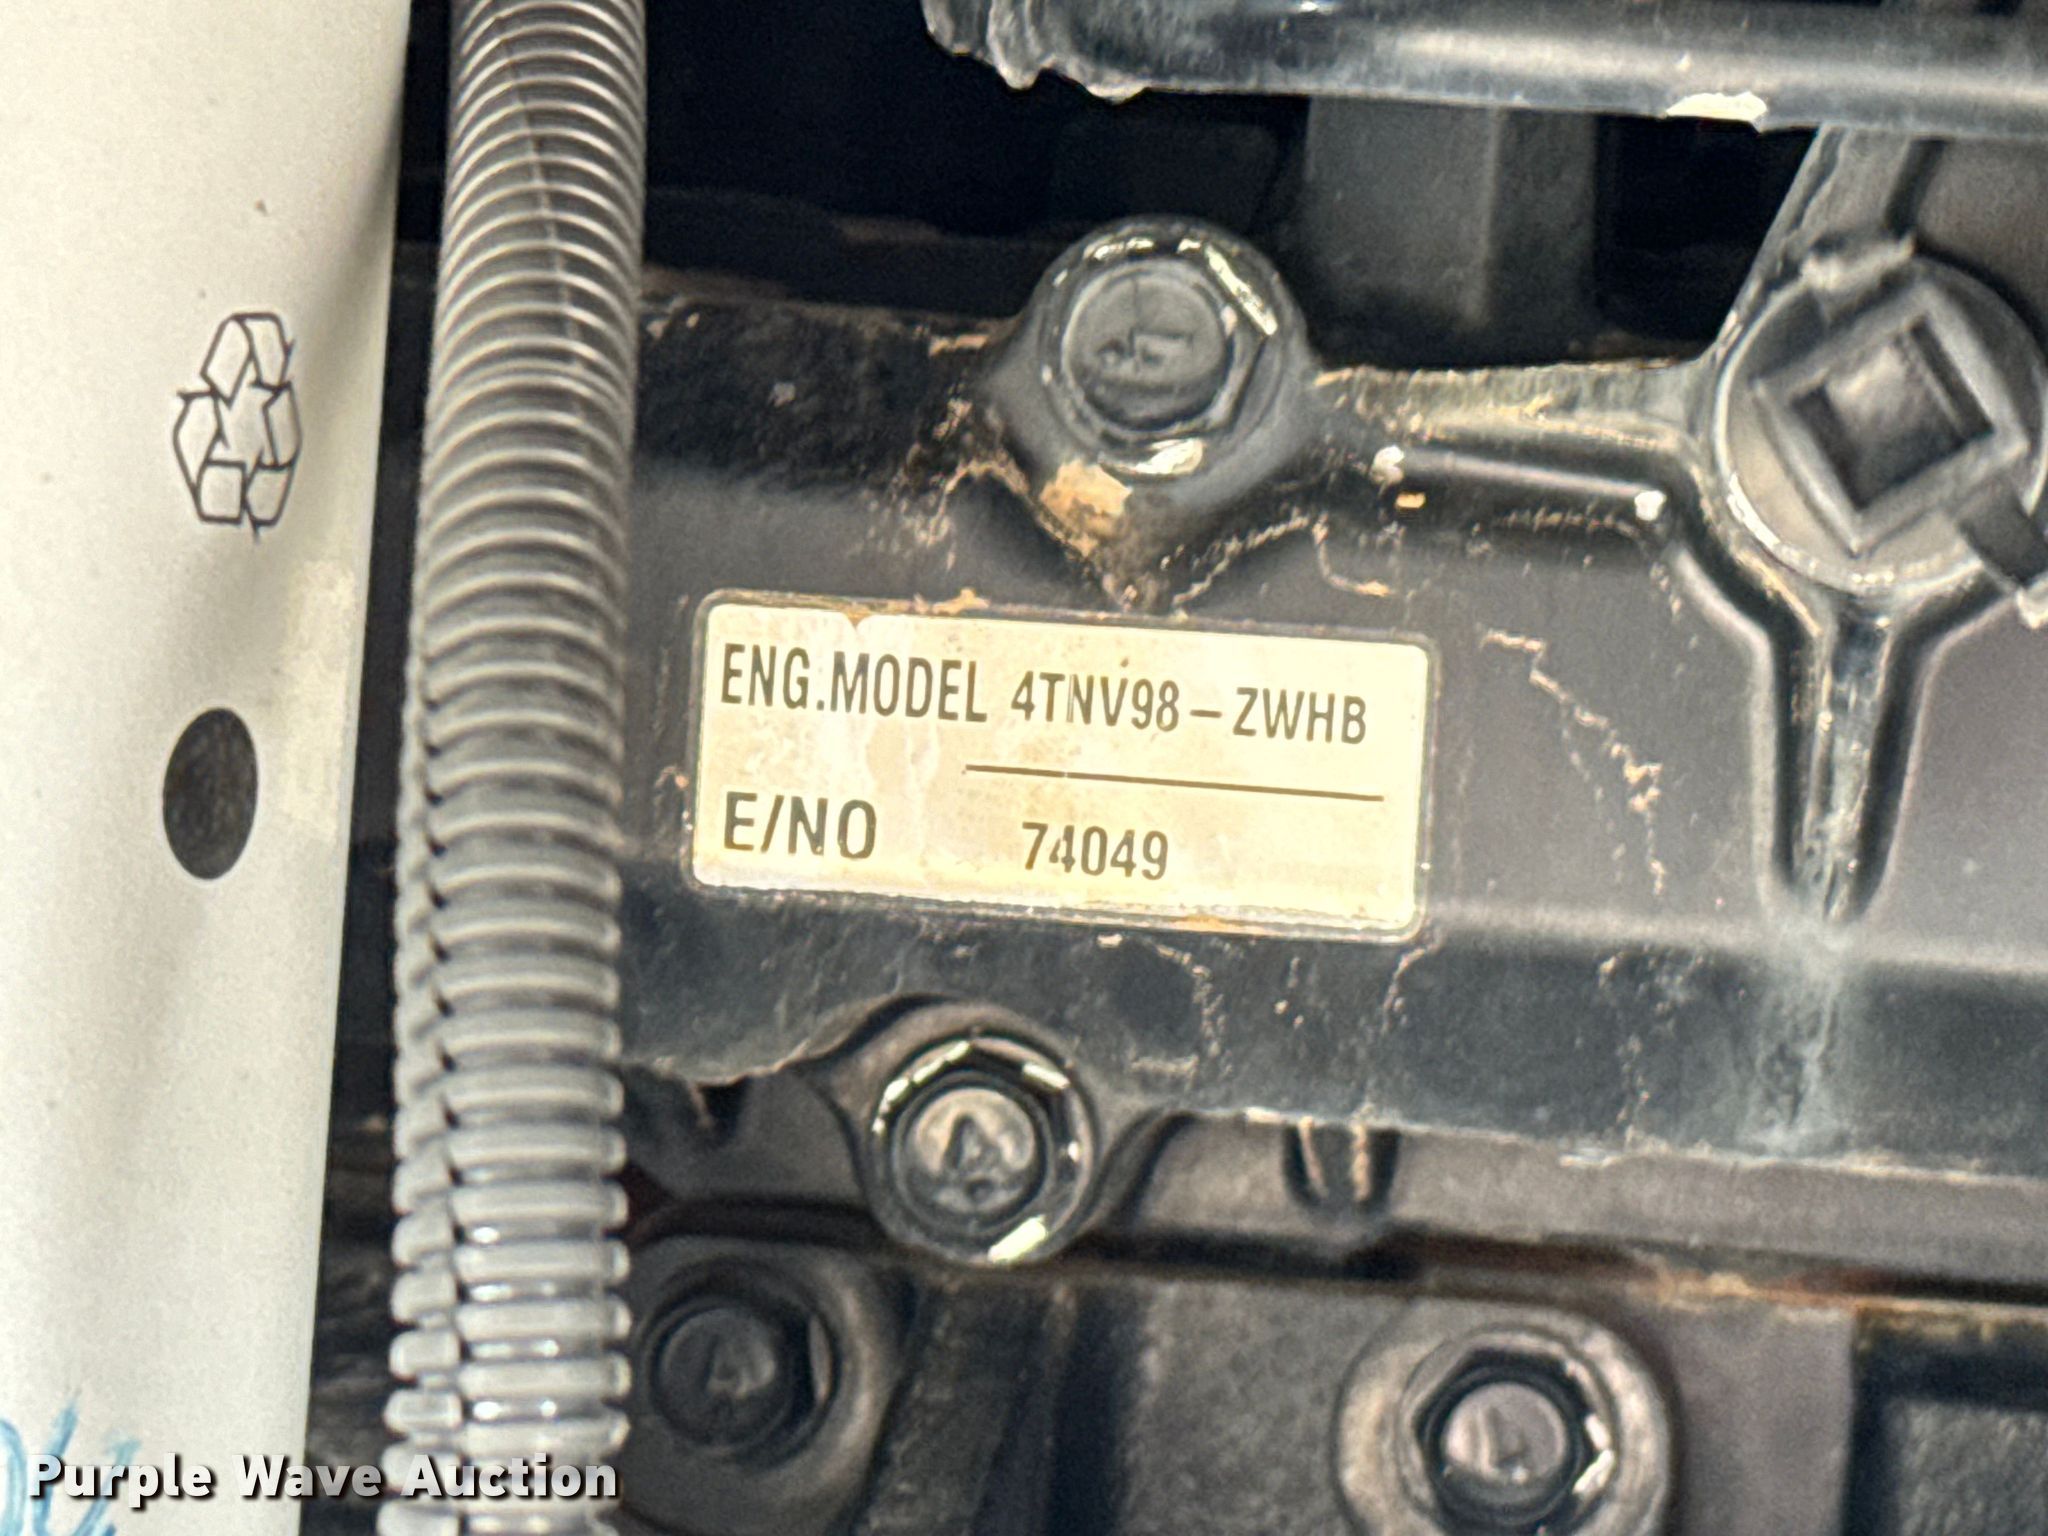 ENG.MODEL 4TNV98-ZWHB
E/NO 74049
Purple Wave Auction